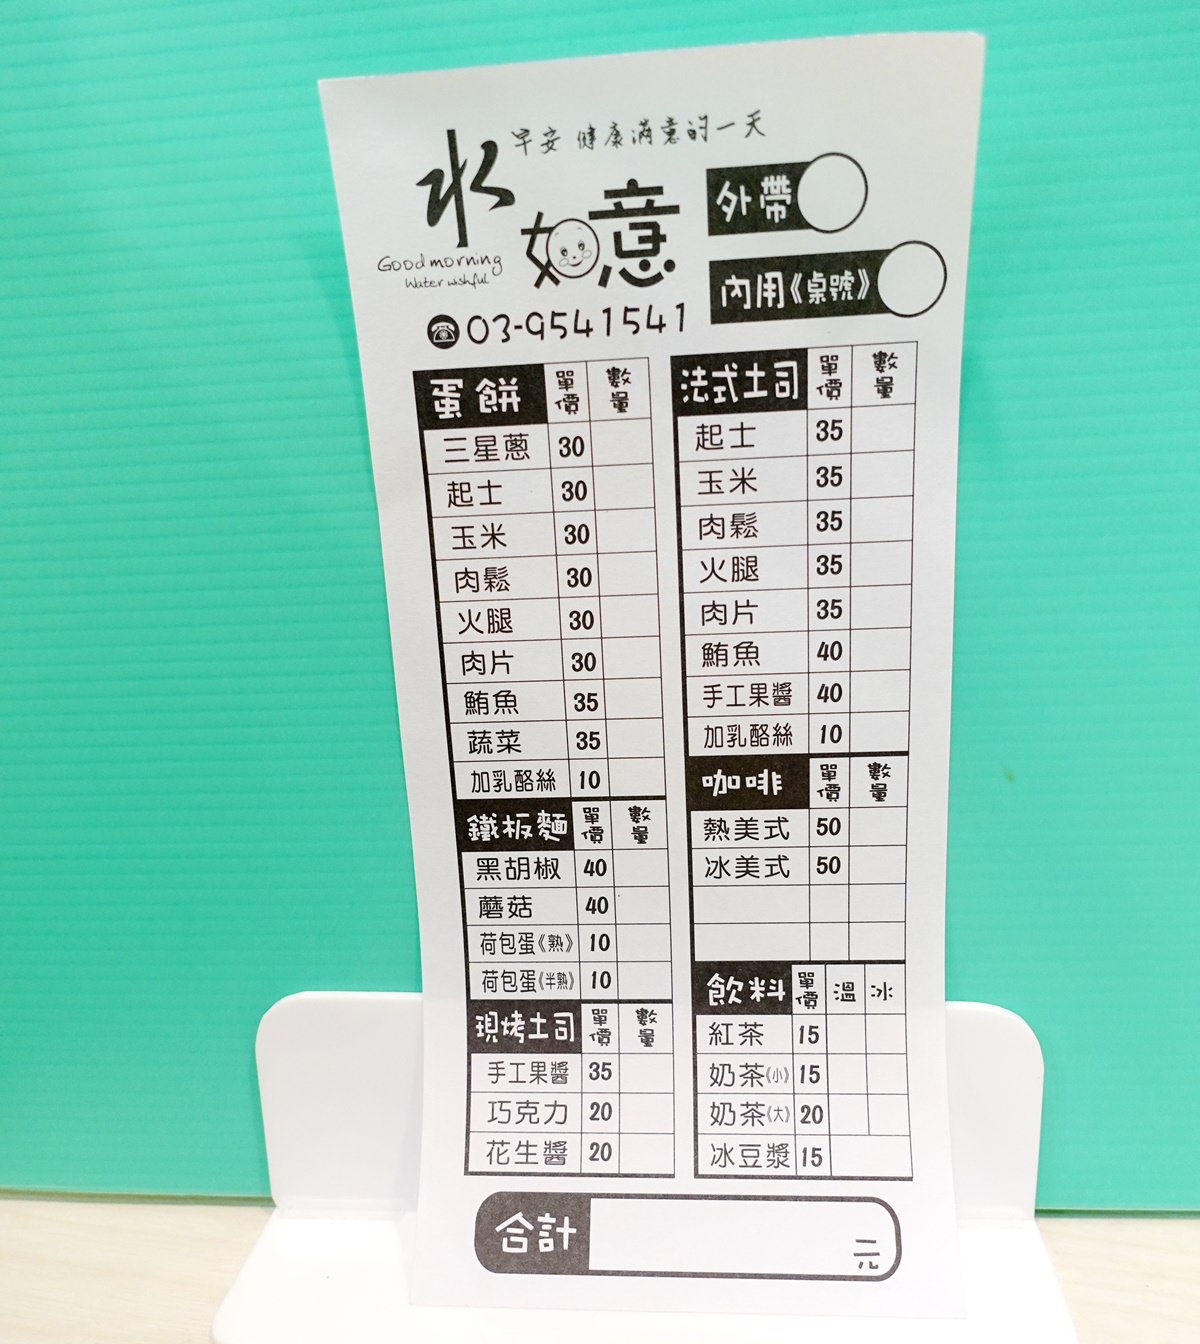 早安 健康滿意的一天
水如意
Good morning
Water wishful
03-9541541
外帶
內用《桌號》
蛋餅 單價 數量
三星蔥 30
起士 30
玉米 30
肉鬆 30
火腿 30
肉片 30
鮪魚 35
蔬菜 35
加乳酪絲 10
鐵板麵 單價 數量
黑胡椒 40
蘑菇 40
荷包蛋《熟》 10
荷包蛋《半熟》 10
現烤土司 單價 數量
手工果醬 35
巧克力 20
花生醬 20
法式土司 單價 數量
起士 35
玉米 35
肉鬆 35
火腿 35
肉片 35
鮪魚 40
手工果醬 40
加乳酪絲 10
咖啡 單價 數量
熱美式 50
冰美式 50
飲料 單價 溫 冰
紅茶 15
奶茶《小》 15
奶茶《大》 20
冰豆漿 15
合計 元